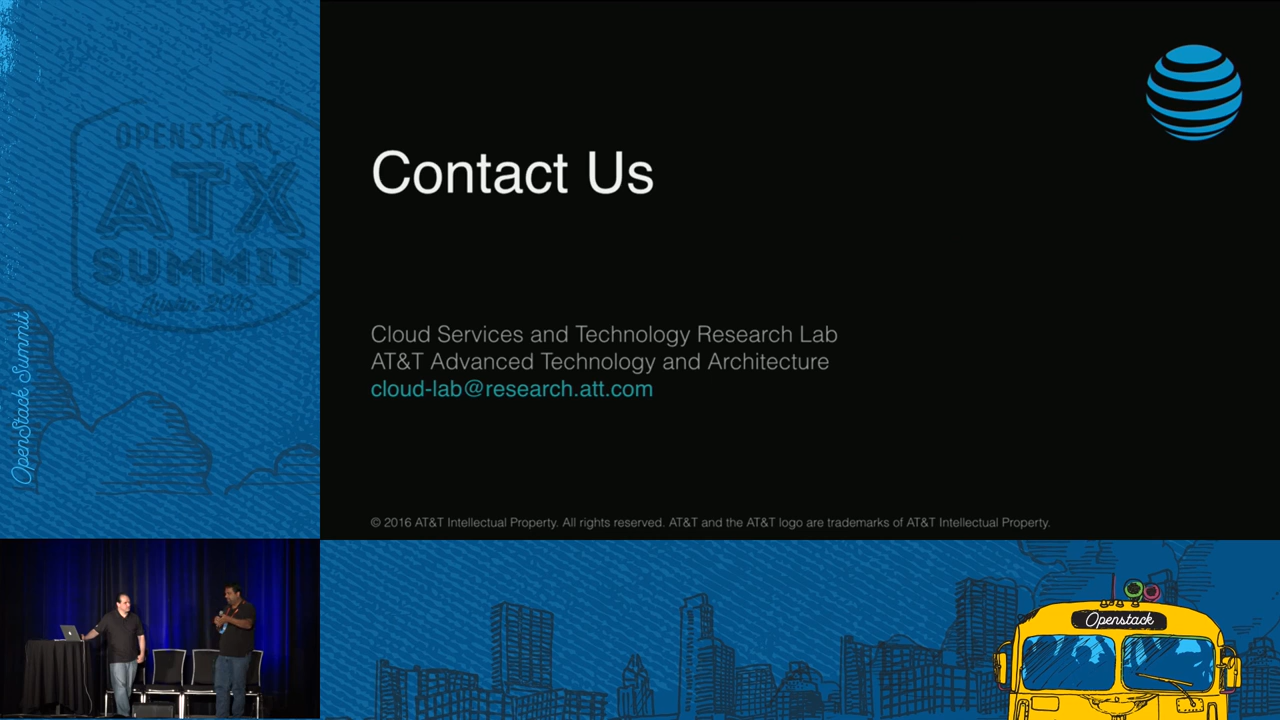 OPENSTACK
ATX
SUMMIT
Austin 2016
OpenStack Summit
Contact Us
Cloud Services and Technology Research Lab
AT&T Advanced Technology and Architecture
cloud-lab@research.att.com
© 2016 AT&T Intellectual Property. All rights reserved. AT&T and the AT&T logo are trademarks of AT&T Intellectual Property.
Openstack